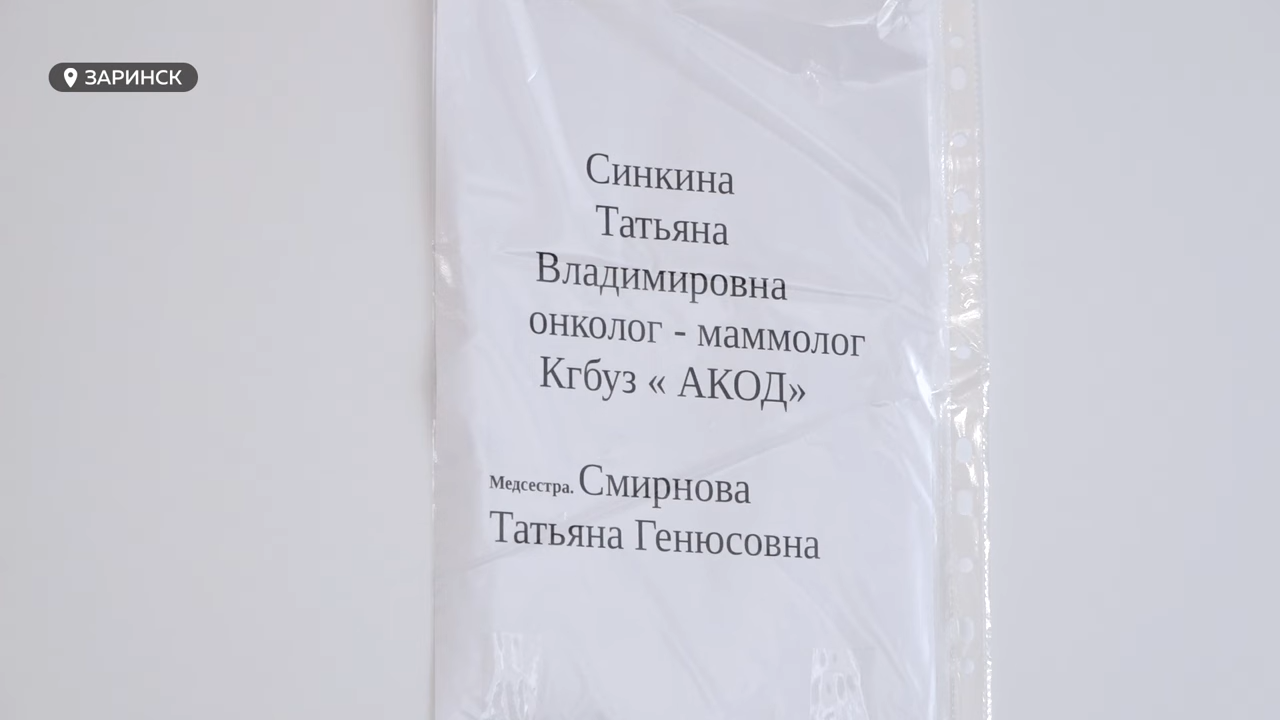 ЗАРИНСК
Синкина
Татьяна
Владимировна
онколог - маммолог
Кгбуз « АКОД»
Медсестра. Смирнова
Татьяна Генюсовна